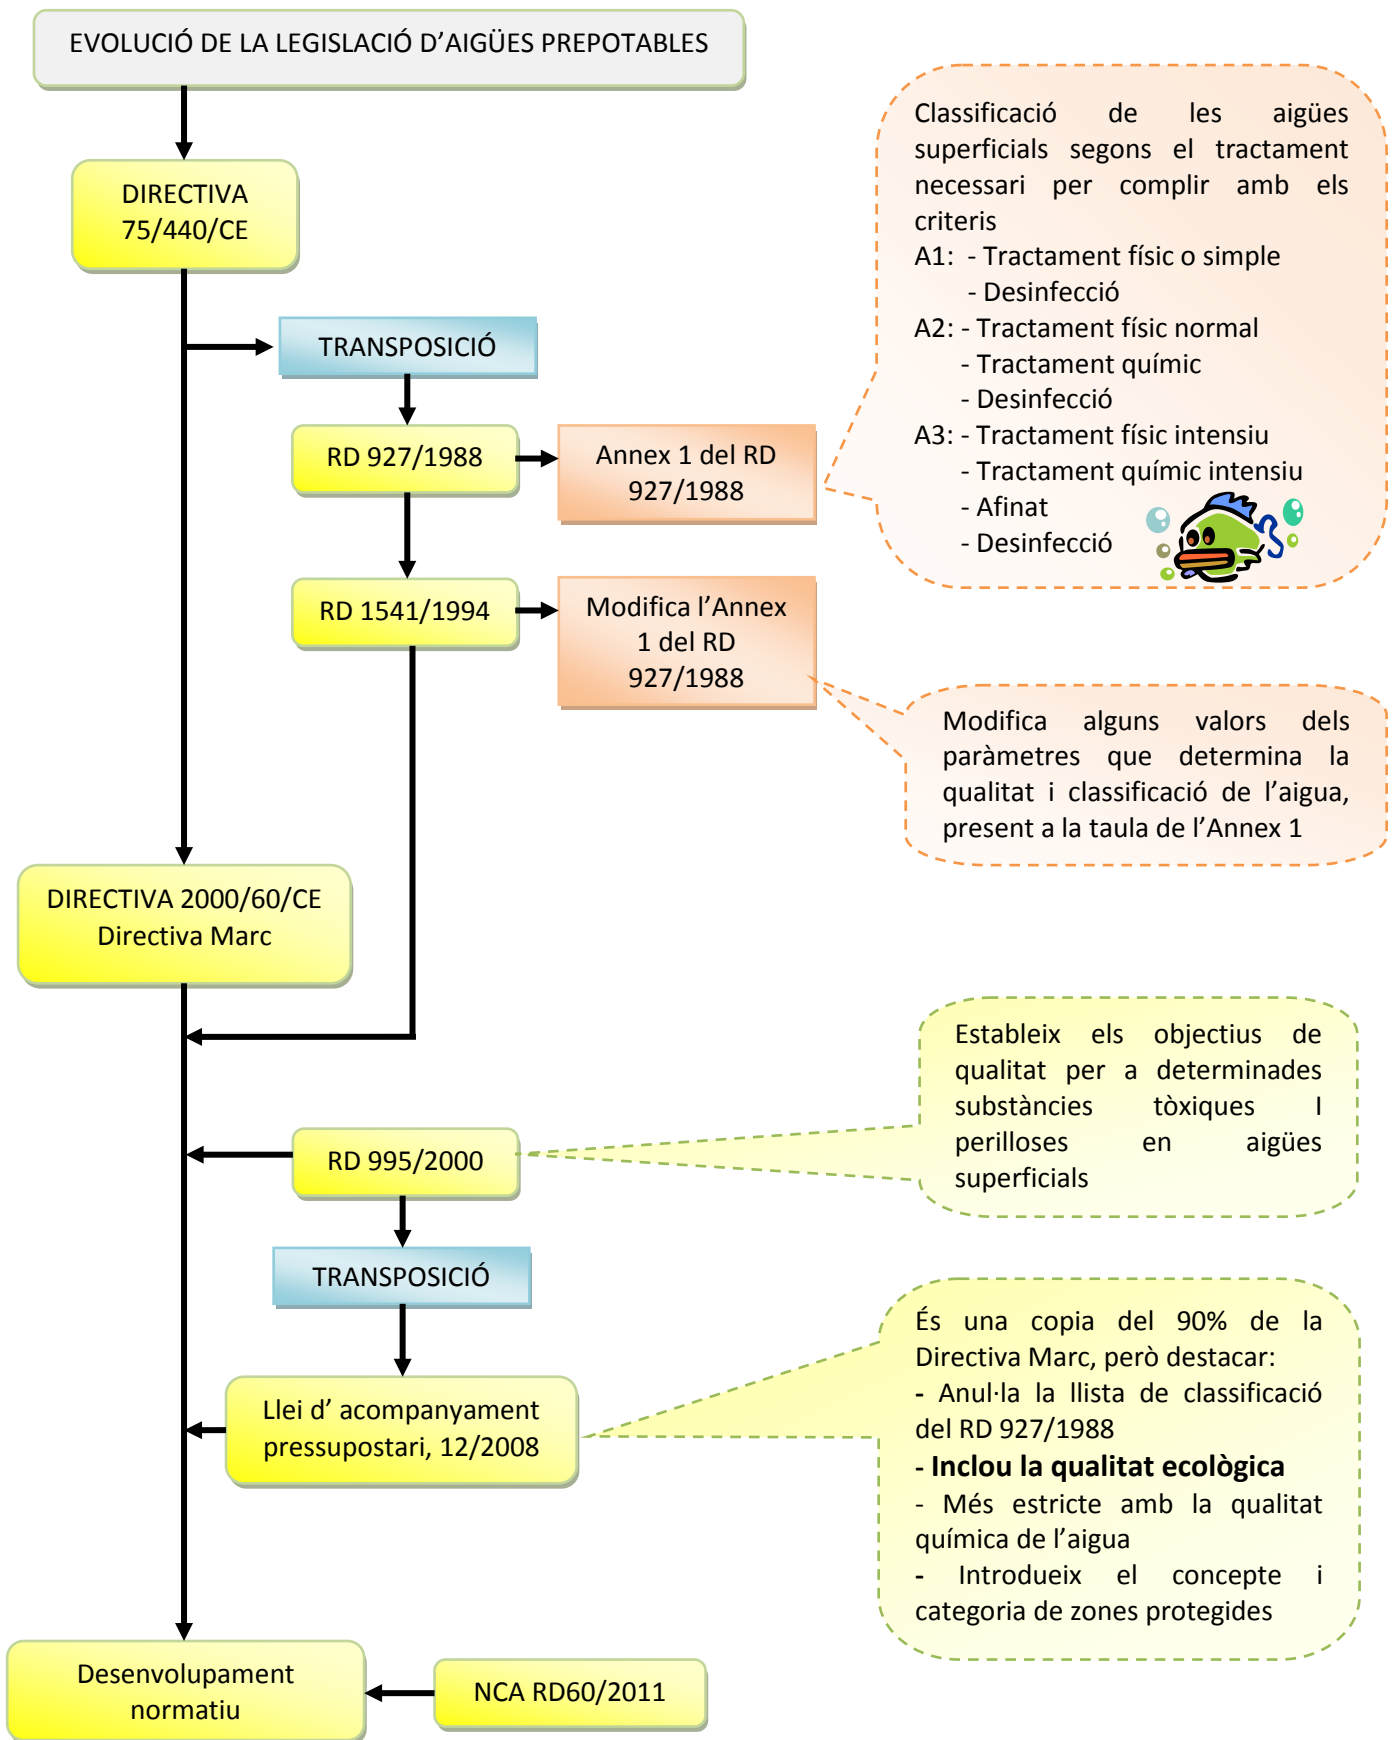 EVOLUCIÓ DE LA LEGISLACIÓ D’AIGÜES PREPOTABLES
DIRECTIVA
75/440/CE
Classificació de les aigües
superficials segons el tractament
necessari per complir amb els
criteris
A1: - Tractament físic o simple
- Desinfecció
A2: - Tractament físic normal
- Tractament químic
- Desinfecció
A3: - Tractament físic intensiu
- Tractament químic intensiu
- Afinat
- Desinfecció
TRANSPOSICIÓ
RD 927/1988
Annex 1 del RD
927/1988
RD 1541/1994
Modifica l’Annex
1 del RD
927/1988
Modifica alguns valors dels
paràmetres que determina la
qualitat i classificació de l’aigua,
present a la taula de l’Annex 1
DIRECTIVA 2000/60/CE
Directiva Marc
Estableix els objectius de
qualitat per a determinades
substàncies tòxiques I
perilloses en aigües
superficials
RD 995/2000
TRANSPOSICIÓ
Llei d’ acompanyament
pressupostari, 12/2008
És una copia del 90% de la
Directiva Marc, però destacar:
- Anul·la la llista de classificació
del RD 927/1988
- Inclou la qualitat ecològica
- Més estricte amb la qualitat
química de l’aigua
- Introdueix el concepte i
categoria de zones protegides
Desenvolupament
normatiu
NCA RD60/2011